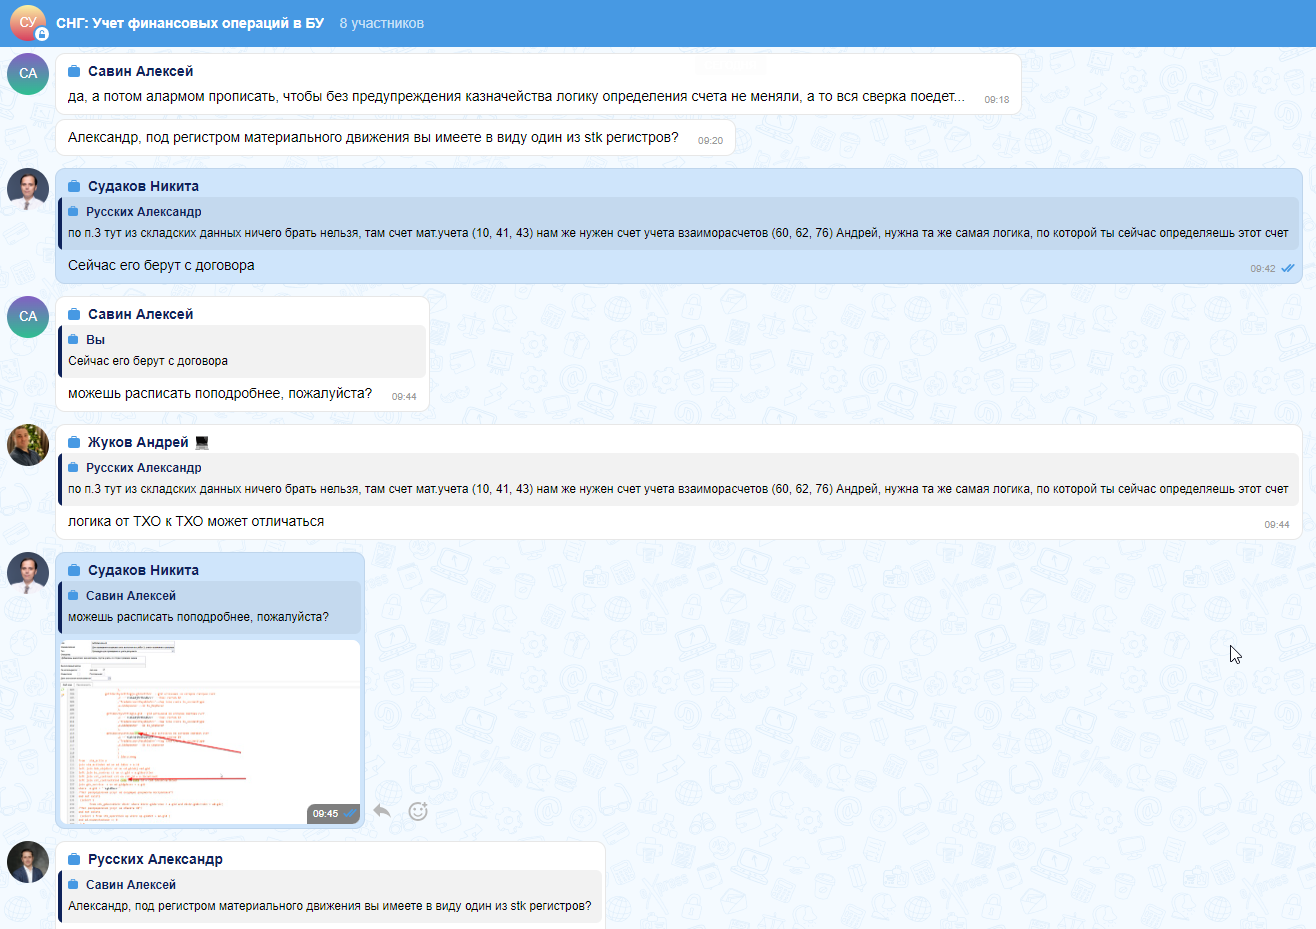 СУ
СНГ: Учет финансовых операций в БУ 8 участников
СА
Савин Алексей
да, а потом алармом прописать, чтобы без предупреждения казначейства логику определения счета не меняли, а то вся сверка поедет... 09:18
Александр, под регистром материального движения вы имеете в виду один из stk регистров? 09:20
Судаков Никита
Русских Александр
по п.3 тут из складских данных ничего брать нельзя, там счет мат.учета (10, 41, 43) нам же нужен счет учета взаиморасчетов (60, 62, 76) Андрей, нужна та же самая логика, по которой ты сейчас определяешь этот счет
Сейчас его берут с договора 09:42
СА
Савин Алексей
Вы
Сейчас его берут с договора
можешь расписать поподробнее, пожалуйста? 09:44
Жуков Андрей
Русских Александр
по п.3 тут из складских данных ничего брать нельзя, там счет мат.учета (10, 41, 43) нам же нужен счет учета взаиморасчетов (60, 62, 76) Андрей, нужна та же самая логика, по которой ты сейчас определяешь этот счет
логика от ТХО к ТХО может отличаться 09:44
Судаков Никита
Савин Алексей
можешь расписать поподробнее, пожалуйста?
09:45
Русских Александр
Савин Алексей
Александр, под регистром материального движения вы имеете в виду один из stk регистров?